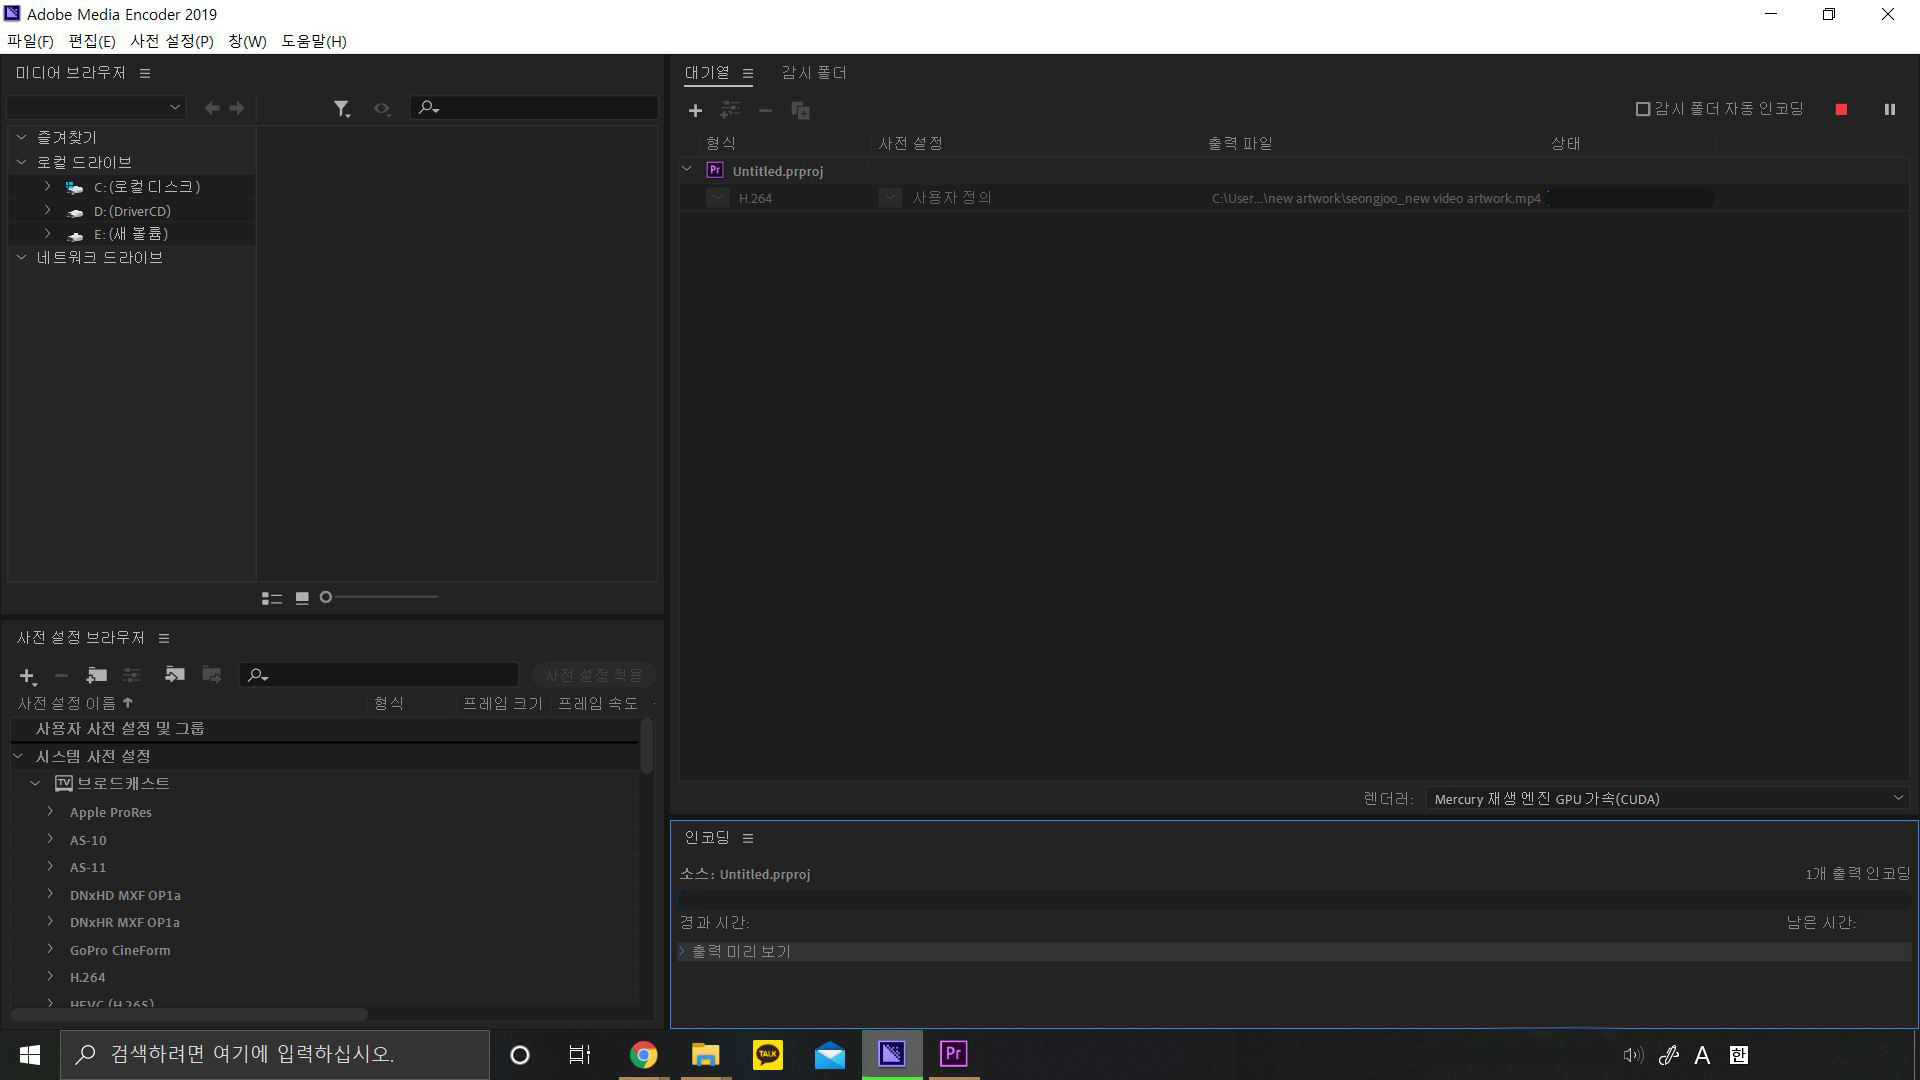 Adobe Media Encoder 2019
파일(F) 편집(E) 사전 설정(P) 창(W) 도움말(H)
미디어 브라우저
즐겨찾기
로컬 드라이브
C: (로컬 디스크)
D: (DriverCD)
E: (새 볼륨)
네트워크 드라이브
사전 설정 브라우저
사전 설정 적용
사전 설정 이름 형식 프레임 크기 프레임 속도
사용자 사전 설정 및 그룹
시스템 사전 설정
TV 브로드캐스트
Apple ProRes
AS-10
AS-11
DNxHD MXF OP1a
DNxHR MXF OP1a
GoPro CineForm
H.264
HEVC (H.265)
대기열 감시 폴더
감시 폴더 자동 인코딩
형식 사전 설정 출력 파일 상태
Pr Untitled.prproj
H.264 사용자 정의 C:\User...\new artwork\seongjoo_new video artwork.mp4
렌더러: Mercury 재생 엔진 GPU 가속(CUDA)
인코딩
소스: Untitled.prproj 1개 출력 인코딩
경과 시간: 남은 시간:
출력 미리 보기
검색하려면 여기에 입력하십시오. TALK Pr A 한